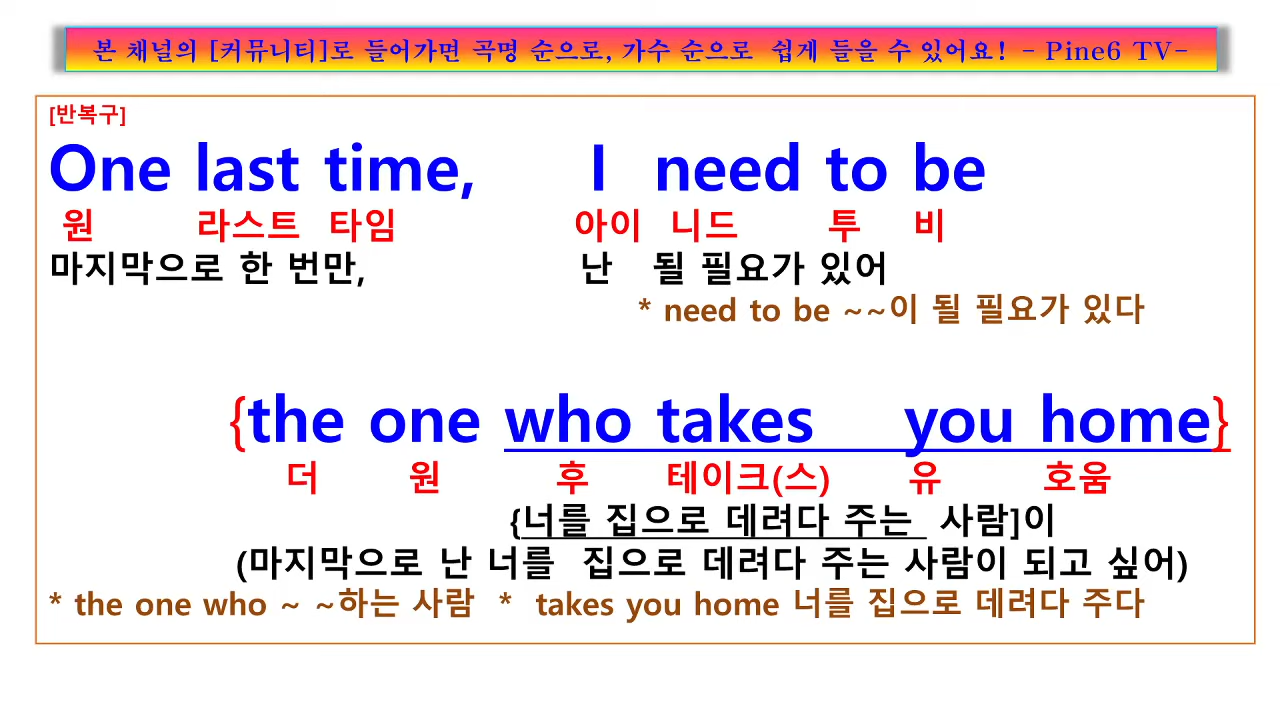 본 채널의 [커뮤니티]로 들어가면 곡명 순으로, 가수 순으로 쉽게 들을 수 있어요! - Pine6 TV-
[반복구]
One last time, I need to be
원 라스트 타임 아이 니드 투 비
마지막으로 한 번만, 난 될 필요가 있어
* need to be ~~이 될 필요가 있다
{the one who takes you home}
더 원 후 테이크(스) 유 호움
{너를 집으로 데려다 주는 사람]이
(마지막으로 난 너를 집으로 데려다 주는 사람이 되고 싶어)
* the one who ~ ~하는 사람 * takes you home 너를 집으로 데려다 주다